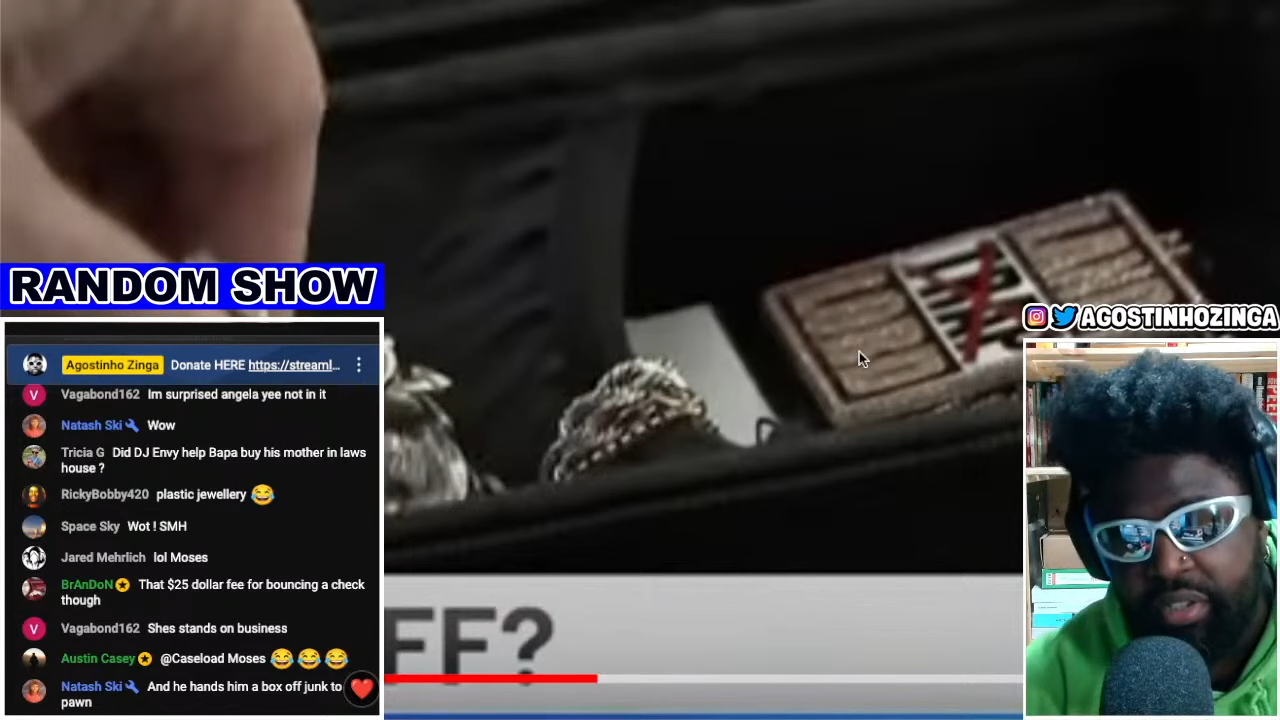 RANDOM SHOW
AGOSTINHOZINGA
Agostinho Zinga Donate HERE https://streaml...
V Vagabond162 Im surprised angela yee not in it
Natash Ski Wow
Tricia G Did DJ Envy help Bapa buy his mother in laws
house ?
RickyBobby420 plastic jewellery 😂
Space Sky Wot ! SMH
Jared Mehrlich lol Moses
BrAnDoN That $25 dollar fee for bouncing a check
though
V Vagabond162 Shes stands on business
Austin Casey @Caseload Moses 😂😂😂
Natash Ski And he hands him a box off junk to
pawn
FF?